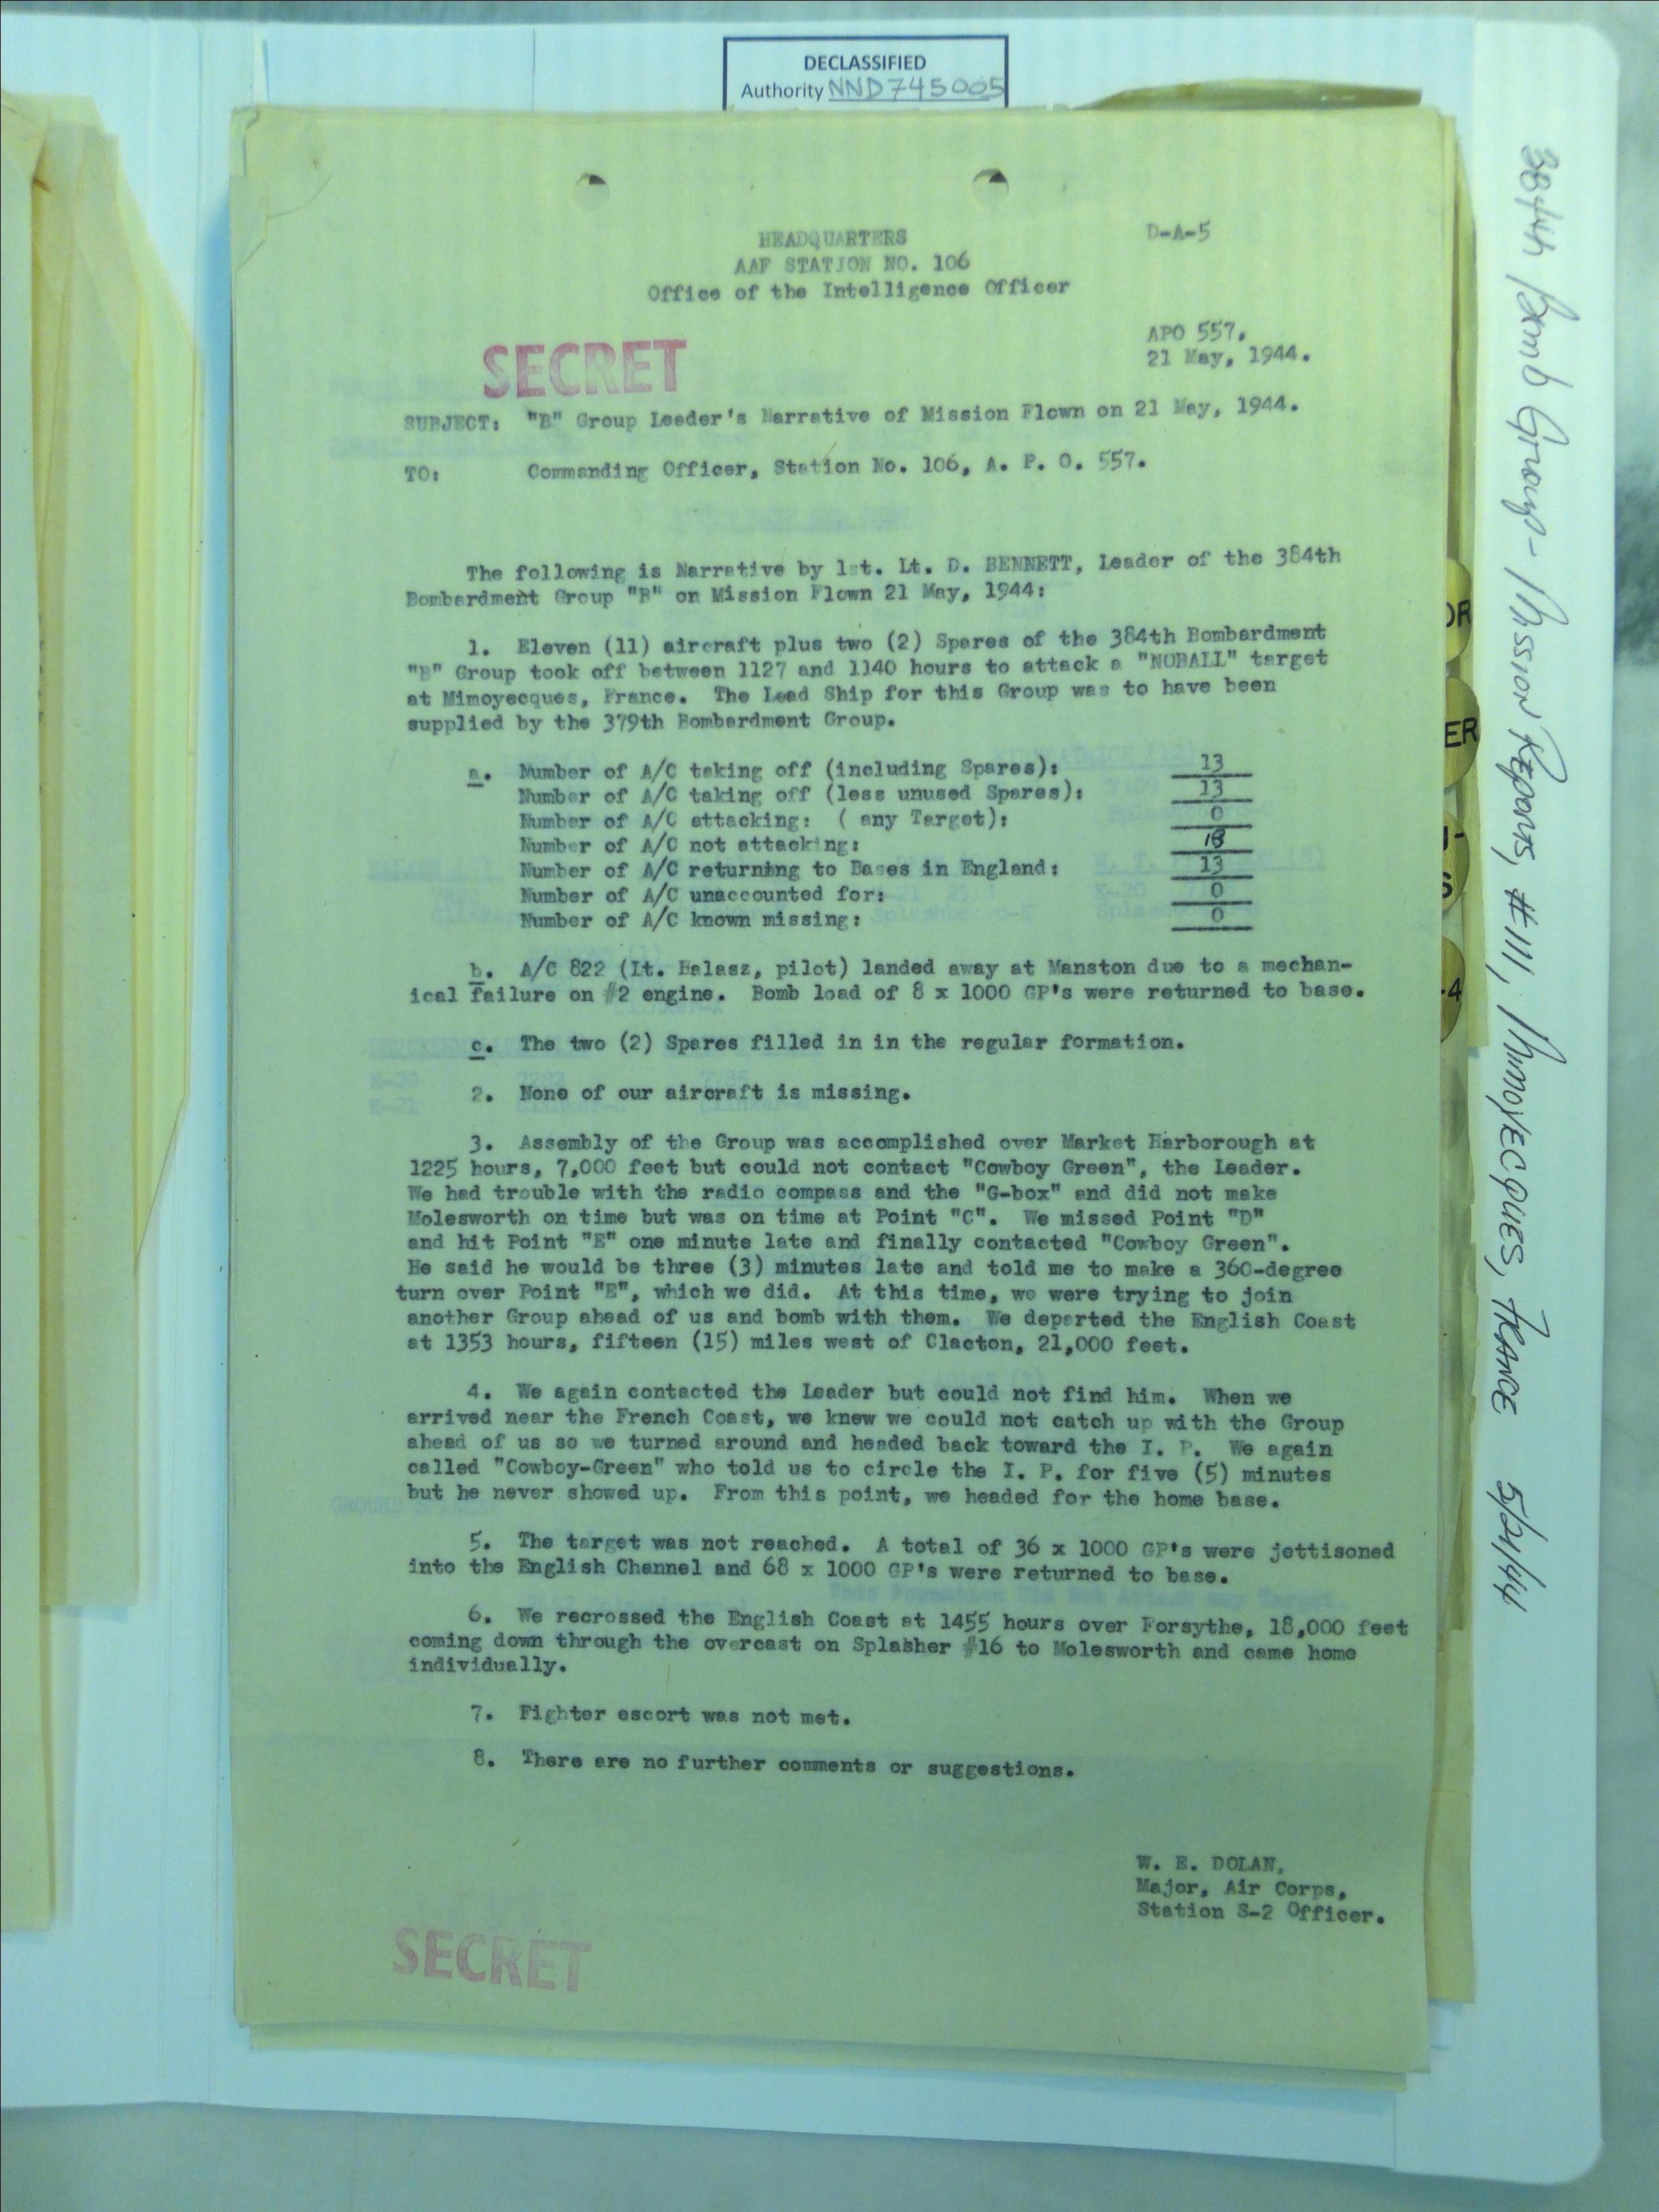 DECLASSIFIED
Authority NND745005
HEADQUARTERS
D-A-5
AAF STATION NO. 106
Office of the Intelligence Officer
APO 557.
21 May, 1944.
SECRET
SUBJECT: "B" Group Leeder's Narrative of Mission Flown on 21 May, 1944.
TO: Commanding Officer, Station No. 106, A. P. O. 557.
The following is Narrative by 1st. Lt. D. BENNETT, Leader of the 384th
Bombardment Group "B" on Mission Flown 21 May, 1944:
1. Eleven (11) aircraft plus two (2) Spares of the 384th Bombardment
"B" Group took off between 1127 and 1140 hours to attack a "NOBALL" target
at Mimoyecques, France. The Lead Ship for this Group was to have been
supplied by the 379th Bombardment Group.
a. Number of A/C taking off (including Spares): 13
Number of A/C taking off (less unused Spares): 13
Number of A/C attacking: ( any Target): 0
Number of A/C not attacking: 13
Number of A/C returning to Bases in England: 13
Number of A/C unaccounted for: 0
Number of A/C known missing: 0
b. A/C 822 (Lt. Balasz, pilot) landed away at Manston due to a mechan-
ical failure on #2 engine. Bomb load of 8 x 1000 GP's were returned to base.
c. The two (2) Spares filled in in the regular formation.
2. None of our aircraft is missing.
3. Assembly of the Group was accomplished over Market Harborough at
1225 hours, 7,000 feet but could not contact "Cowboy Green", the Leader.
We had trouble with the radio compass and the "G-box" and did not make
Molesworth on time but was on time at Point "C". We missed Point "D"
and hit Point "E" one minute late and finally contacted "Cowboy Green".
He said he would be three (3) minutes late and told me to make a 360-degree
turn over Point "E", which we did. At this time, we were trying to join
another Group ahead of us and bomb with them. We departed the English Coast
at 1353 hours, fifteen (15) miles west of Clacton, 21,000 feet.
4. We again contacted the Leader but could not find him. When we
arrived near the French Coast, we knew we could not catch up with the Group
ahead of us so we turned around and headed back toward the I. P. We again
called "Cowboy-Green" who told us to circle the I. P. for five (5) minutes
but he never showed up. From this point, we headed for the home base.
5. The target was not reached. A total of 36 x 1000 GP's were jettisoned
into the English Channel and 68 x 1000 GP's were returned to base.
6. We recrossed the English Coast at 1455 hours over Forsythe, 18,000 feet
coming down through the overcast on Splasher #16 to Molesworth and came home
individually.
7. Fighter escort was not met.
8. There are no further comments or suggestions.
W. E. DOLAN,
Major, Air Corps,
Station S-2 Officer.
SECRET
384th Bomb Group - Mission Reports, #111, Mimoyecques, France 5/21/44
OR
ER
-4